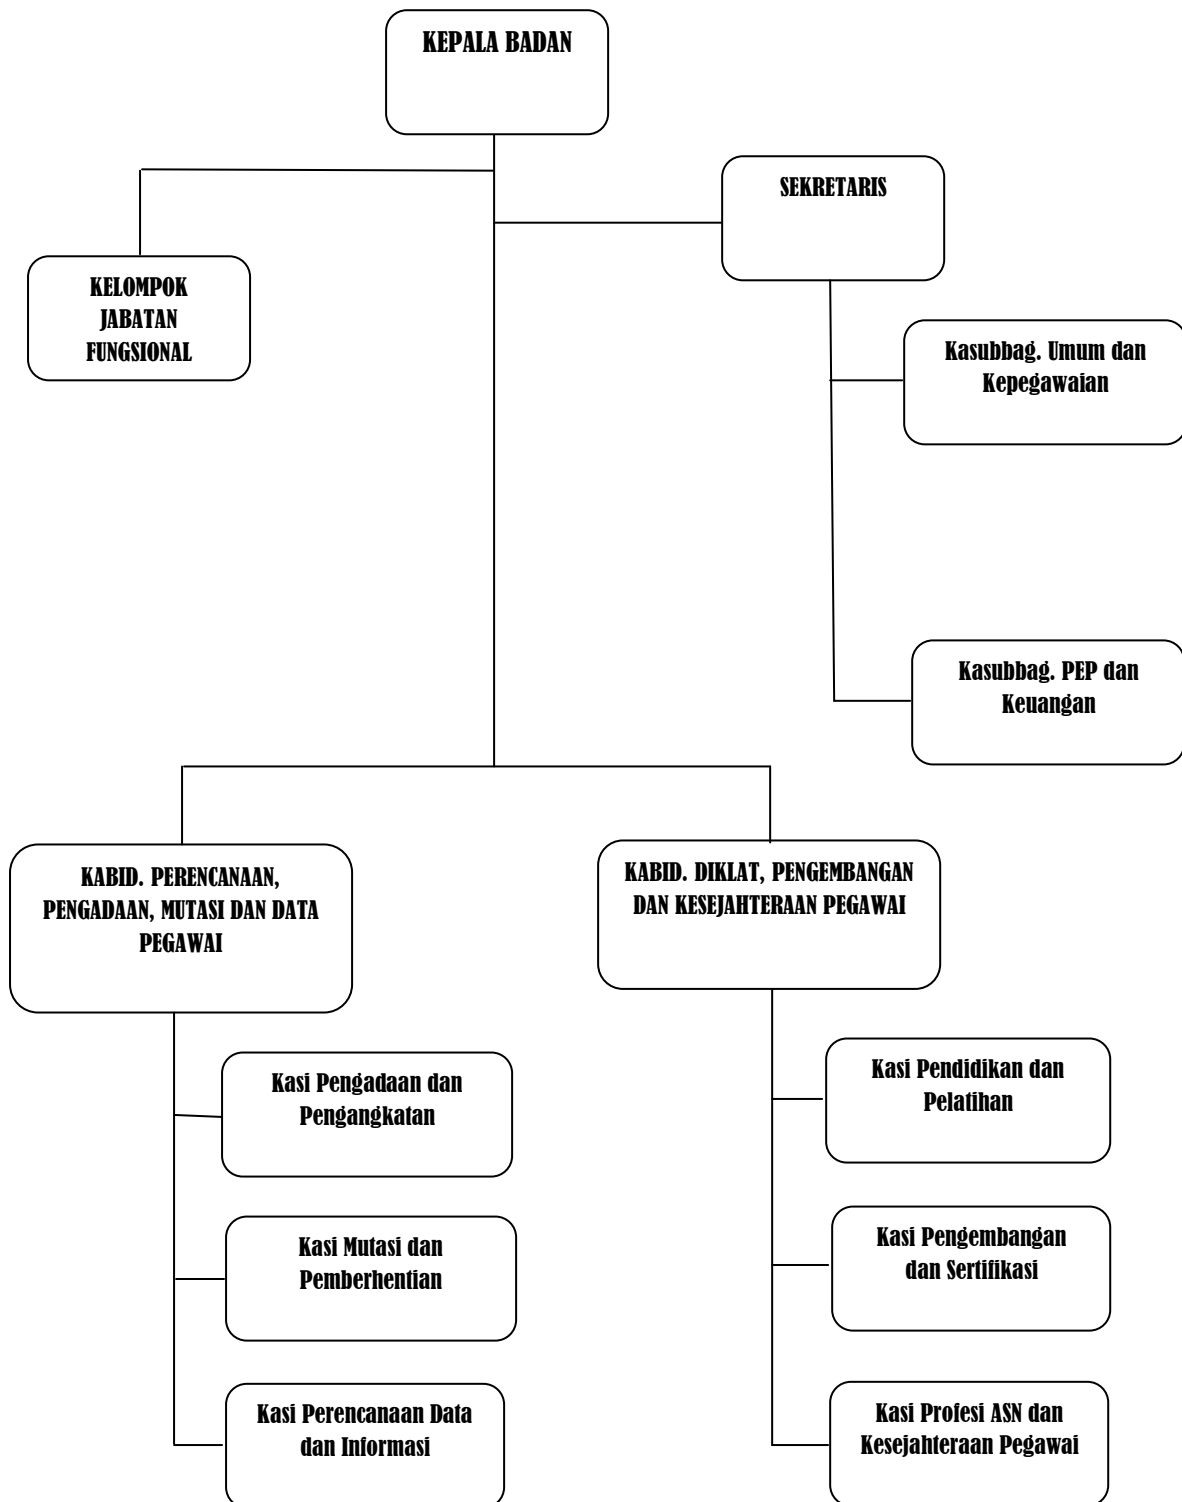 KEPALA BADAN
SEKRETARIS
KELOMPOK
JABATAN
FUNGSIONAL
Kasubbag. Umum dan
Kepegawaian
Kasubbag. PEP dan
Keuangan
KABID. PERENCANAAN,
PENGADAAN, MUTASI DAN DATA
PEGAWAI
KABID. DIKLAT, PENGEMBANGAN
DAN KESEJAHTERAAN PEGAWAI
Kasi Pengadaan dan
Pengangkatan
Kasi Mutasi dan
Pemberhentian
Kasi Perencanaan Data
dan Informasi
Kasi Pendidikan dan
Pelatihan
Kasi Pengembangan
dan Sertifikasi
Kasi Profesi ASN dan
Kesejahteraan Pegawai